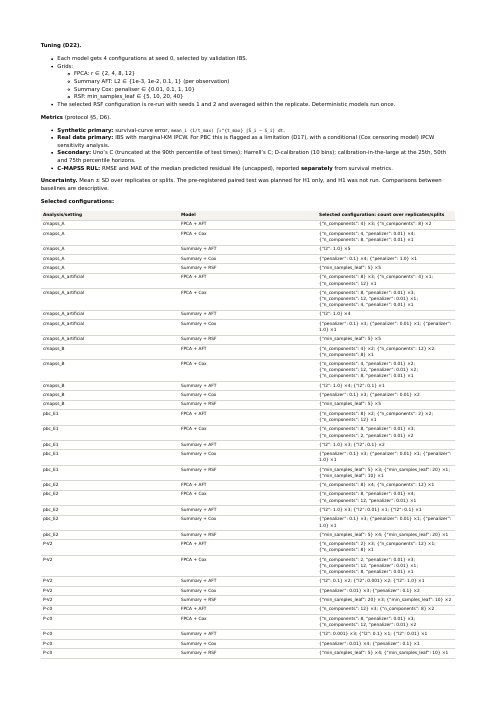 Tuning (D22).
• Each model gets 4 configurations at seed 0, selected by validation IBS.
• Grids:
FPCA: r ∈ {2, 4, 8, 12}
Summary AFT: L2 ∈ {1e-3, 1e-2, 0.1, 1} (per observation)
Summary Cox: penaliser ∈ {0.01, 0.1, 1, 10}
RSF: min_samples_leaf ∈ {5, 10, 20, 40}
• The selected RSF configuration is re-run with seeds 1 and 2 and averaged within the replicate. Deterministic models run once.
Metrics (protocol §5, D6).
• Synthetic primary: survival-curve error,
• Real data primary: IBS with marginal-KM IPCW. For PBC this is flagged as a limitation (D17), with a conditional (Cox censoring model) IPCW
sensitivity analysis.
• Secondary: Uno's C (truncated at the 90th percentile of test times); Harrell's C; D-calibration (10 bins); calibration-in-the-large at 25th, 50th
and 75th percentile horizons.
• C-MAPSS RUL: RMSE and MAE of the median predicted residual life (uncapped), reported separately from survival metrics.
Uncertainty. Mean ± SD over replicates or splits. The pre-registered paired test was planned for H1 only, and H1 was not run. Comparisons between
baselines are descriptive.
Selected configurations:
Analysis/setting Model Selected configuration: count over replicates/splits
cmapss_A FPCA + AFT {"n_components": 4} ×3; {"n_components": 8} ×2
cmapss_A FPCA + Cox {"n_components": 4, "penalizer": 0.01} ×4;
{"n_components": 8, "penalizer": 0.01} ×1
cmapss_A Summary + AFT {"l2": 1.0} ×5
cmapss_A Summary + Cox {"penalizer": 0.1} ×4; {"penalizer": 1.0} ×1
cmapss_A Summary + RSF {"min_samples_leaf": 5} ×5
cmapss_A_artificial FPCA + AFT {"n_components": 8} ×3; {"n_components": 4} ×1;
{"n_components": 12} ×1
cmapss_A_artificial FPCA + Cox {"n_components": 8, "penalizer": 0.01} ×3;
{"n_components": 12, "penalizer": 0.01} ×1;
{"n_components": 4, "penalizer": 0.01} ×1
cmapss_A_artificial Summary + AFT {"l2": 1.0} ×4
cmapss_A_artificial Summary + Cox {"penalizer": 0.1} ×3; {"penalizer": 0.01} ×1; {"penalizer":
1.0} ×1
cmapss_A_artificial Summary + RSF {"min_samples_leaf": 5} ×5
cmapss_B FPCA + AFT {"n_components": 4} ×2; {"n_components": 12} ×2;
{"n_components": 8} ×1
cmapss_B FPCA + Cox {"n_components": 4, "penalizer": 0.01} ×2;
{"n_components": 12, "penalizer": 0.01} ×2;
{"n_components": 8, "penalizer": 0.01} ×1
cmapss_B Summary + AFT {"l2": 1.0} ×4; {"l2": 0.1} ×1
cmapss_B Summary + Cox {"penalizer": 0.1} ×3; {"penalizer": 0.01} ×2
cmapss_B Summary + RSF {"min_samples_leaf": 5} ×5
pbc_E1 FPCA + AFT {"n_components": 8} ×2; {"n_components": 2} ×2;
{"n_components": 12} ×1
pbc_E1 FPCA + Cox {"n_components": 8, "penalizer": 0.01} ×3;
{"n_components": 2, "penalizer": 0.01} ×2
pbc_E1 Summary + AFT {"l2": 1.0} ×3; {"l2": 0.1} ×2
pbc_E1 Summary + Cox {"penalizer": 0.1} ×3; {"penalizer": 0.01} ×1; {"penalizer":
1.0} ×1
pbc_E1 Summary + RSF {"min_samples_leaf": 5} ×3; {"min_samples_leaf": 20} ×1;
{"min_samples_leaf": 10} ×1
pbc_E2 FPCA + AFT {"n_components": 8} ×4; {"n_components": 12} ×1
pbc_E2 FPCA + Cox {"n_components": 8, "penalizer": 0.01} ×4;
{"n_components": 12, "penalizer": 0.01} ×1
pbc_E2 Summary + AFT {"l2": 1.0} ×3; {"l2": 0.01} ×1; {"l2": 0.1} ×1
pbc_E2 Summary + Cox {"penalizer": 0.1} ×3; {"penalizer": 0.01} ×1; {"penalizer":
1.0} ×1
pbc_E2 Summary + RSF {"min_samples_leaf": 5} ×4; {"min_samples_leaf": 20} ×1
P-V2 FPCA + AFT {"n_components": 2} ×3; {"n_components": 12} ×1;
{"n_components": 8} ×1
P-V2 FPCA + Cox {"n_components": 2, "penalizer": 0.01} ×3;
{"n_components": 12, "penalizer": 0.01} ×1;
{"n_components": 8, "penalizer": 0.01} ×1
P-V2 Summary + AFT {"l2": 0.1} ×2; {"l2": 0.001} ×2; {"l2": 1.0} ×1
P-V2 Summary + Cox {"penalizer": 0.01} ×3; {"penalizer": 0.1} ×2
P-V2 Summary + RSF {"min_samples_leaf": 20} ×3; {"min_samples_leaf": 10} ×2
P-c0 FPCA + AFT {"n_components": 12} ×3; {"n_components": 8} ×2
P-c0 FPCA + Cox {"n_components": 8, "penalizer": 0.01} ×3;
{"n_components": 12, "penalizer": 0.01} ×2
P-c0 Summary + AFT {"l2": 0.001} ×3; {"l2": 0.1} ×1; {"l2": 0.01} ×1
P-c0 Summary + Cox {"penalizer": 0.01} ×4; {"penalizer": 0.1} ×1
P-c0 Summary + RSF {"min_samples_leaf": 5} ×4; {"min_samples_leaf": 10} ×1